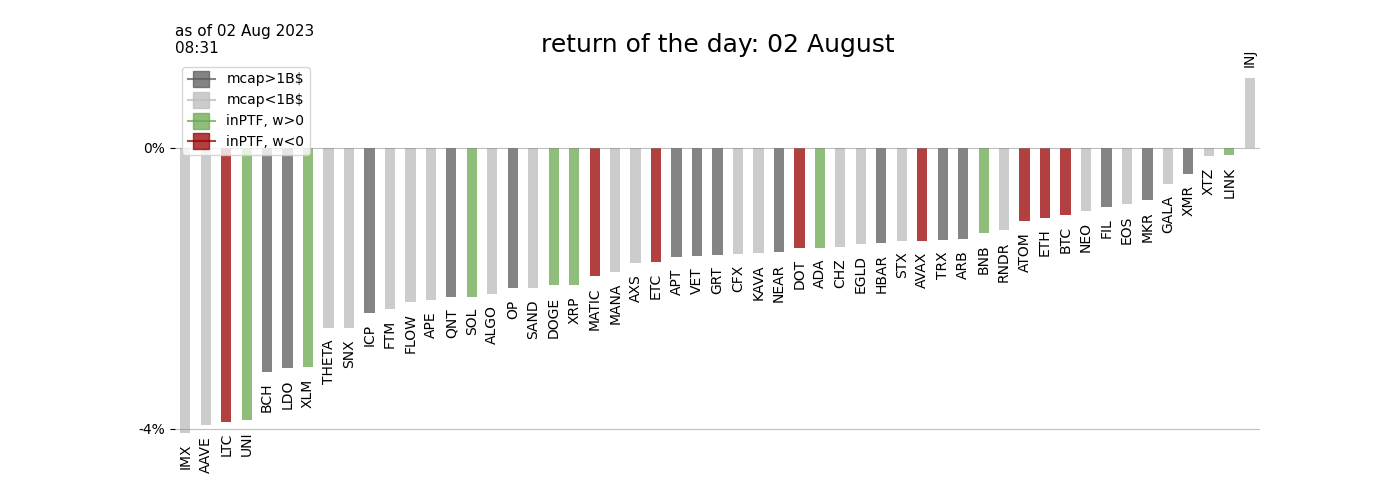 as of 02 Aug 2023
08:31
return of the day: 02 August
mcap>1B$
mcap<1B$
inPTF, w>0
inPTF, w<0
0%
-4%
IMX
AAVE
LTC
UNI
BCH
LDO
XLM
THETA
SNX
ICP
FTM
FLOW
APE
QNT
SOL
ALGO
OP
SAND
DOGE
XRP
MATIC
MANA
AXS
ETC
APT
VET
GRT
CFX
KAVA
NEAR
DOT
ADA
CHZ
EGLD
HBAR
STX
AVAX
TRX
ARB
BNB
RNDR
ATOM
ETH
BTC
NEO
FIL
EOS
MKR
GALA
XMR
XTZ
LINK
INJ